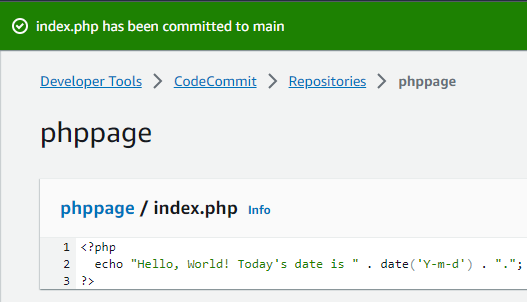 index.php has been committed to main
Developer Tools > CodeCommit > Repositories > phppage
phppage
phppage / index.php Info
1 <?php
2 echo "Hello, World! Today's date is " . date('Y-m-d') . ".";
3 ?>